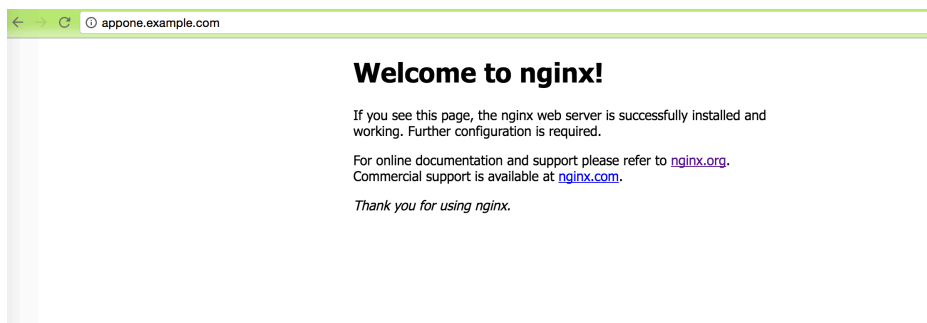 appone.example.com
Welcome to nginx!
If you see this page, the nginx web server is successfully installed and
working. Further configuration is required.
For online documentation and support please refer to nginx.org.
Commercial support is available at nginx.com.
Thank you for using nginx.